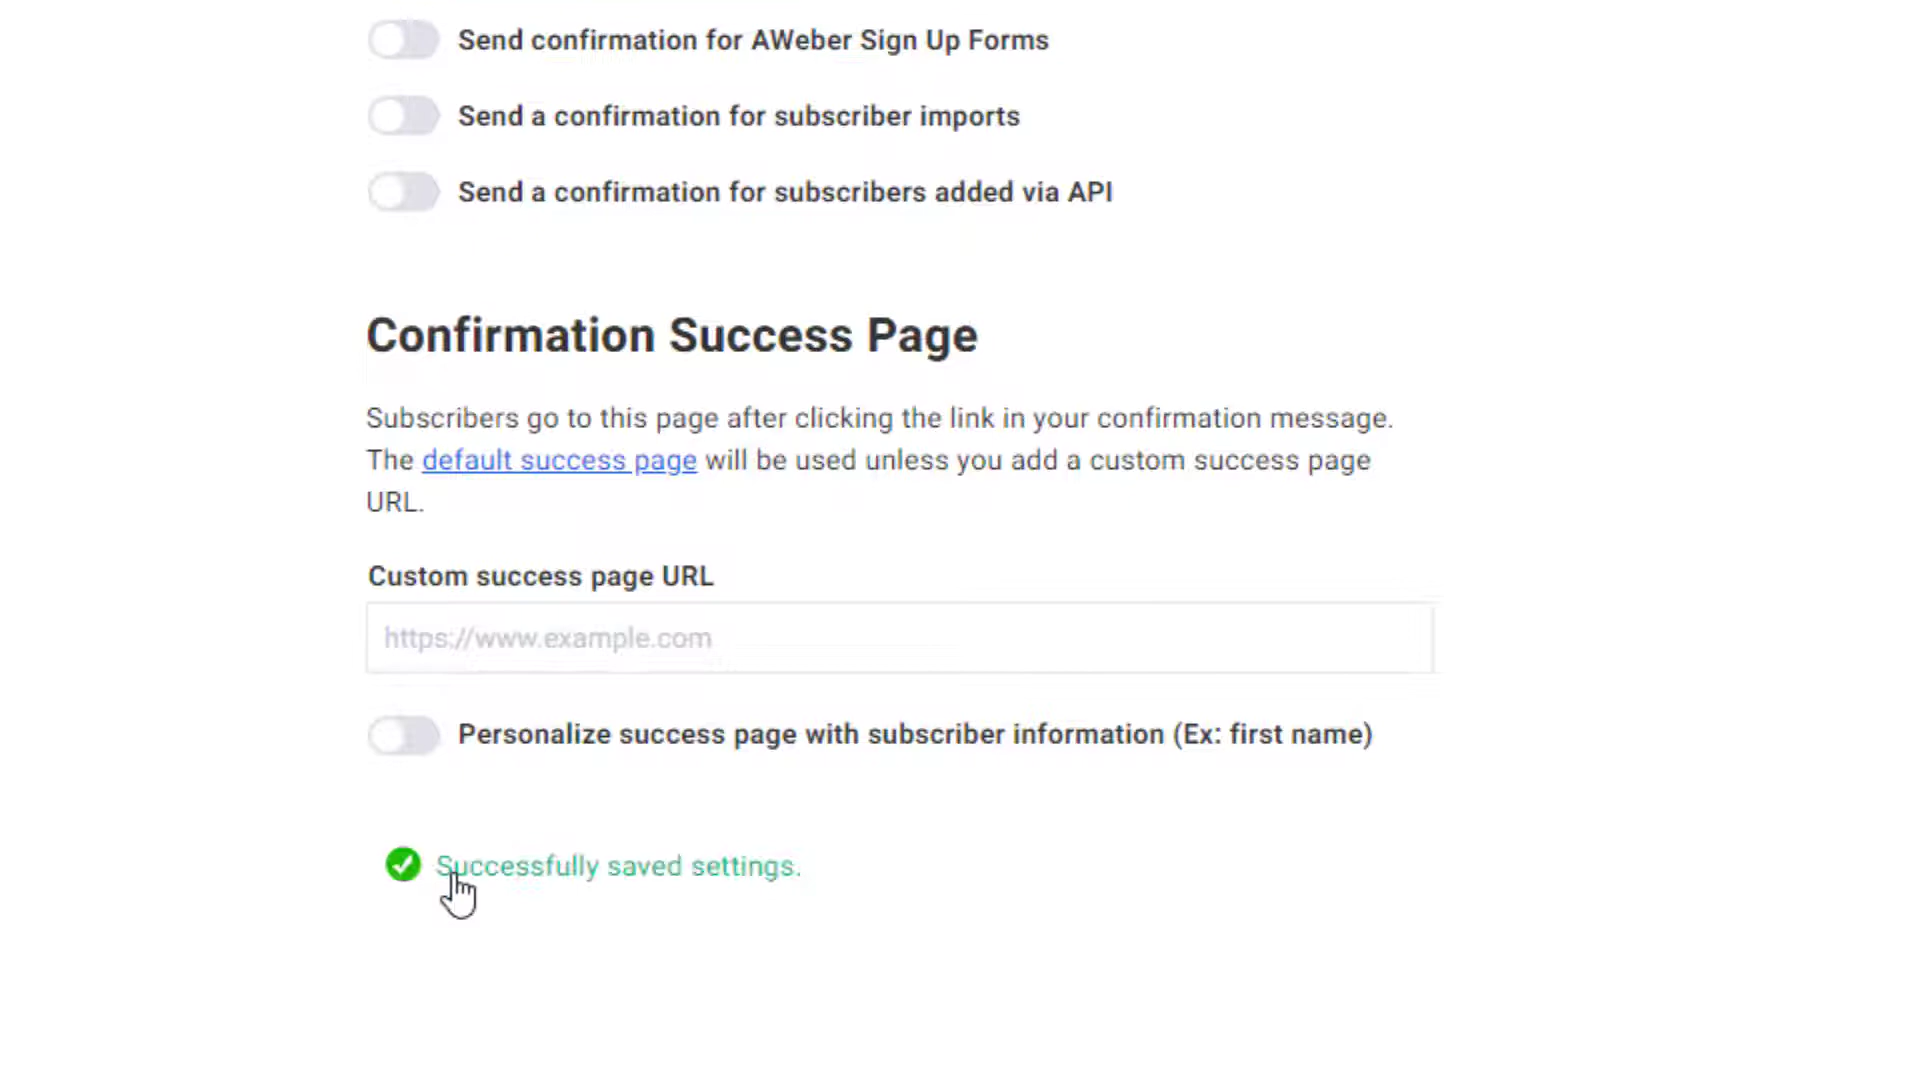 Send confirmation for AWeber Sign Up Forms
Send a confirmation for subscriber imports
Send a confirmation for subscribers added via API
Confirmation Success Page
Subscribers go to this page after clicking the link in your confirmation message.
The default success page will be used unless you add a custom success page
URL.
Custom success page URL
https://www.example.com
Personalize success page with subscriber information (Ex: first name)
Successfully saved settings.